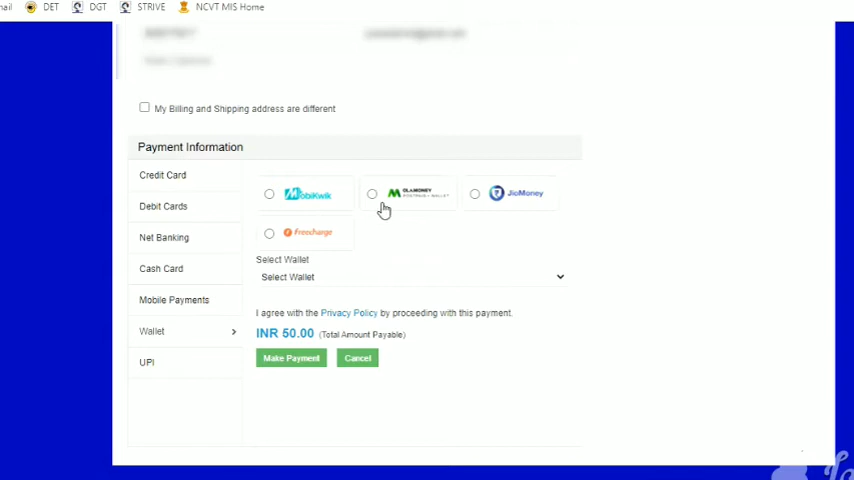 DET DGT STRIVE NCVT MIS Home
My Billing and Shipping address are different
Payment Information
Credit Card
Debit Cards
Net Banking
Cash Card
Mobile Payments
Wallet
UPI
MobiKwik OLAMONEY JioMoney
Freecharge
Select Wallet
Select Wallet
I agree with the Privacy Policy by proceeding with this payment.
INR 50.00 (Total Amount Payable)
Make Payment Cancel